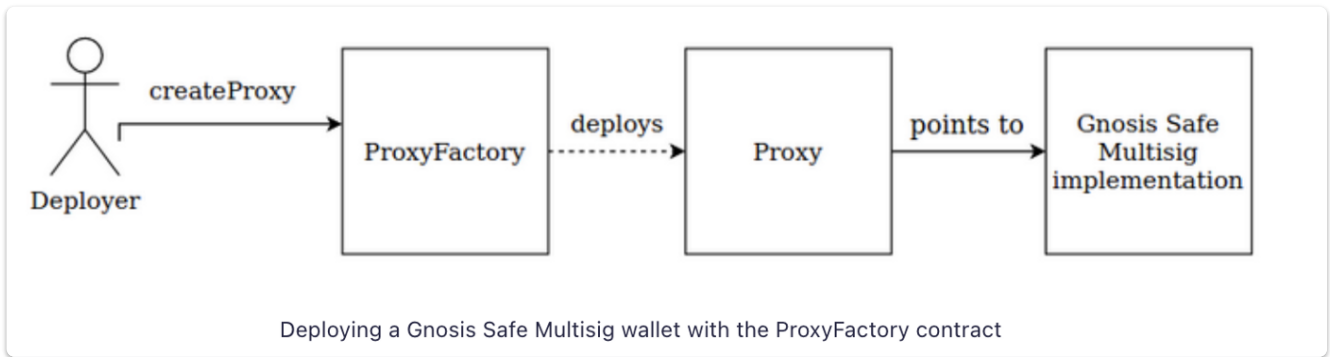 createProxy
Deployer
ProxyFactory
deploys
Proxy
points to
Gnosis Safe
Multisig
implementation
Deploying a Gnosis Safe Multisig wallet with the ProxyFactory contract